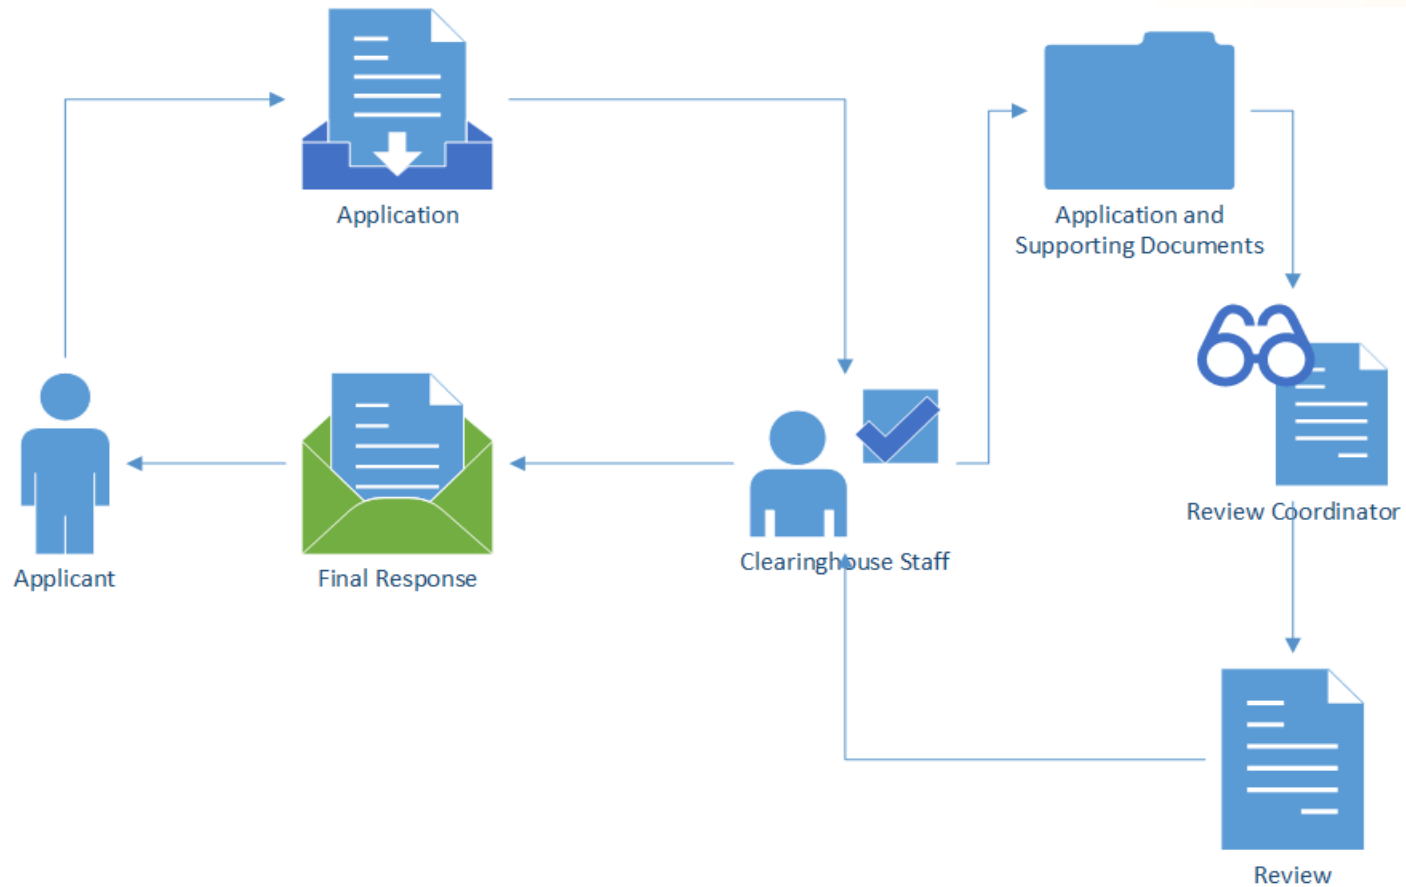 Application
Application and
Supporting Documents
Review Coordinator
Applicant
Final Response
Clearinghouse Staff
Review